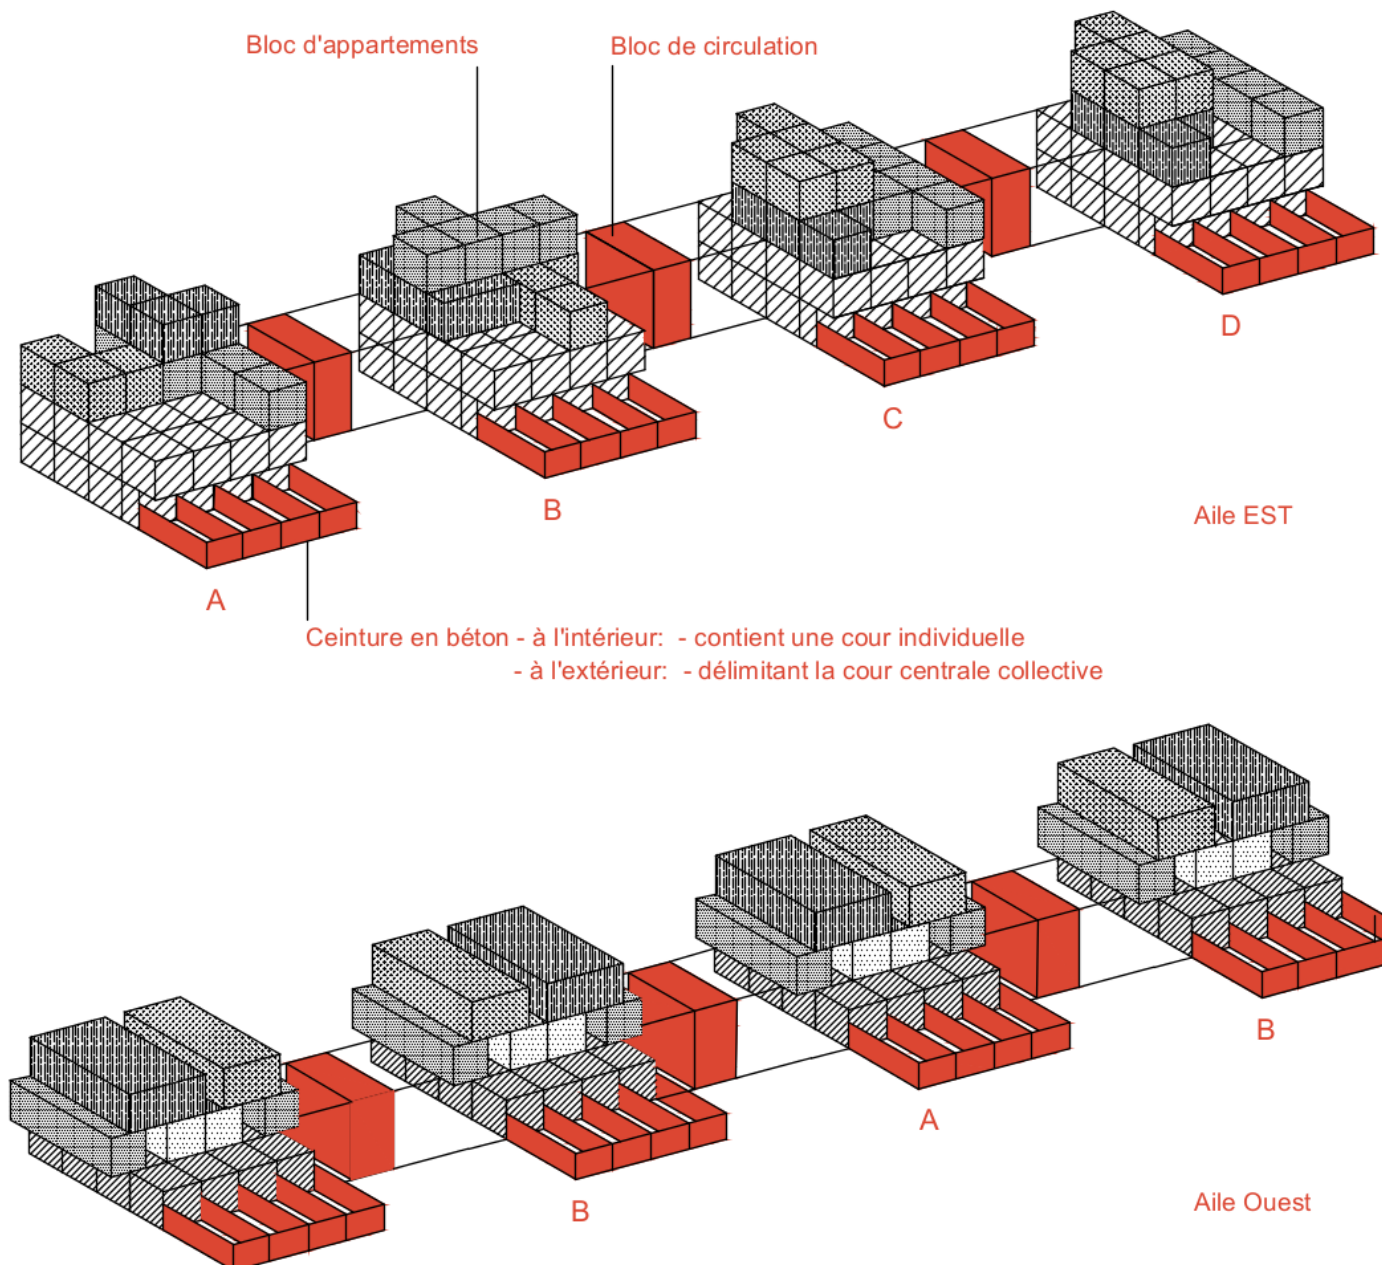 Bloc d'appartements
Bloc de circulation
D
C
B
Aile EST
A
Ceinture en béton - à l'intérieur: - contient une cour individuelle
- à l'extérieur: - délimitant la cour centrale collective
B
A
B
Aile Ouest